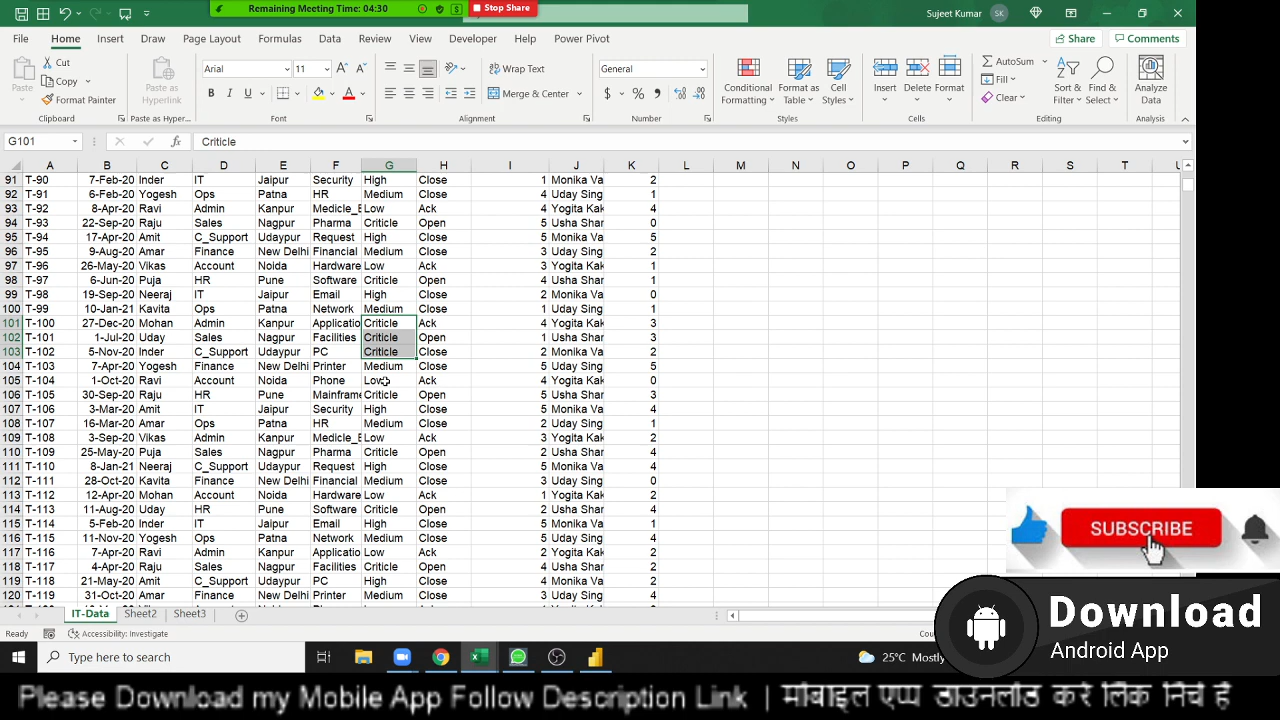 Remaining Meeting Time: 04:30 Stop Share
Sujeet Kumar SK
File Home Insert Draw Page Layout Formulas Data Review View Developer Help Power Pivot Share Comments
Cut Arial 11 Wrap Text General AutoSum
Copy Fill
Paste Format Painter Paste as Hyperlink B I U Merge & Center $ % Conditional Formatting Format as Table Cell Styles Insert Delete Format Clear Sort & Filter Find & Select Analyze Data
Clipboard Paste as Hyper... Font Alignment Number Styles Cells Editing Analysis
G101 fx Criticle
A B C D E F G H I J K L M N O P Q R S T U
91 T-90 7-Feb-20 Inder IT Jaipur Security High Close 1 Monika Va 2
92 T-91 6-Feb-20 Yogesh Ops Patna HR Medium Close 4 Uday Sing 1
93 T-92 8-Apr-20 Ravi Admin Kanpur Medicle_E Low Ack 4 Yogita Kak 4
94 T-93 22-Sep-20 Raju Sales Nagpur Pharma Criticle Open 5 Usha Shar 0
95 T-94 17-Apr-20 Amit C_Support Udaypur Request High Close 5 Monika Va 5
96 T-95 9-Aug-20 Amar Finance New Delhi Financial Medium Close 3 Uday Sing 2
97 T-96 26-May-20 Vikas Account Noida Hardware Low Ack 3 Yogita Kak 1
98 T-97 6-Jun-20 Puja HR Pune Software Criticle Open 4 Usha Shar 1
99 T-98 19-Sep-20 Neeraj IT Jaipur Email High Close 2 Monika Va 0
100 T-99 10-Jan-21 Kavita Ops Patna Network Medium Close 1 Uday Sing 1
101 T-100 27-Dec-20 Mohan Admin Kanpur Applicatio Criticle Ack 4 Yogita Kak 3
102 T-101 1-Jul-20 Uday Sales Nagpur Facilities Criticle Open 1 Usha Shar 3
103 T-102 5-Nov-20 Inder C_Support Udaypur PC Criticle Close 2 Monika Va 2
104 T-103 7-Apr-20 Yogesh Finance New Delhi Printer Medium Close 5 Uday Sing 5
105 T-104 1-Oct-20 Ravi Account Noida Phone Low Ack 4 Yogita Kak 0
106 T-105 30-Sep-20 Raju HR Pune Mainframe Criticle Open 5 Usha Shar 3
107 T-106 3-Mar-20 Amit IT Jaipur Security High Close 5 Monika Va 4
108 T-107 16-Mar-20 Amar Ops Patna HR Medium Close 2 Uday Sing 1
109 T-108 3-Sep-20 Vikas Admin Kanpur Medicle_E Low Ack 3 Yogita Kak 2
110 T-109 25-May-20 Puja Sales Nagpur Pharma Criticle Open 2 Usha Shar 4
111 T-110 8-Jan-21 Neeraj C_Support Udaypur Request High Close 5 Monika Va 4
112 T-111 28-Oct-20 Kavita Finance New Delhi Financial Medium Close 3 Uday Sing 0
113 T-112 12-Apr-20 Mohan Account Noida Hardware Low Ack 1 Yogita Kak 2
114 T-113 11-Aug-20 Uday HR Pune Software Criticle Open 2 Usha Shar 4
115 T-114 5-Feb-20 Inder IT Jaipur Email High Close 5 Monika Va 1
116 T-115 11-Nov-20 Yogesh Ops Patna Network Medium Close 5 Uday Sing 4
117 T-116 7-Apr-20 Ravi Admin Kanpur Applicatio Low Ack 2 Yogita Kak 2
118 T-117 4-Apr-20 Raju Sales Nagpur Facilities Criticle Open 2 Usha Shar 4
119 T-118 21-May-20 Amit C_Support Udaypur PC High Close 4 Monika Va 2
120 T-119 31-Oct-20 Amar Finance New Delhi Printer Medium Close 3 Uday Sing 4
SUBSCRIBE
IT-Data Sheet2 Sheet3
Ready Accessibility: Investigate
Download
Android App
Type here to search 25°C Mostly
Please Download my Mobile App Follow Description Link | मोबाइल एप्प डाउनलोड करे लिंक निचे है